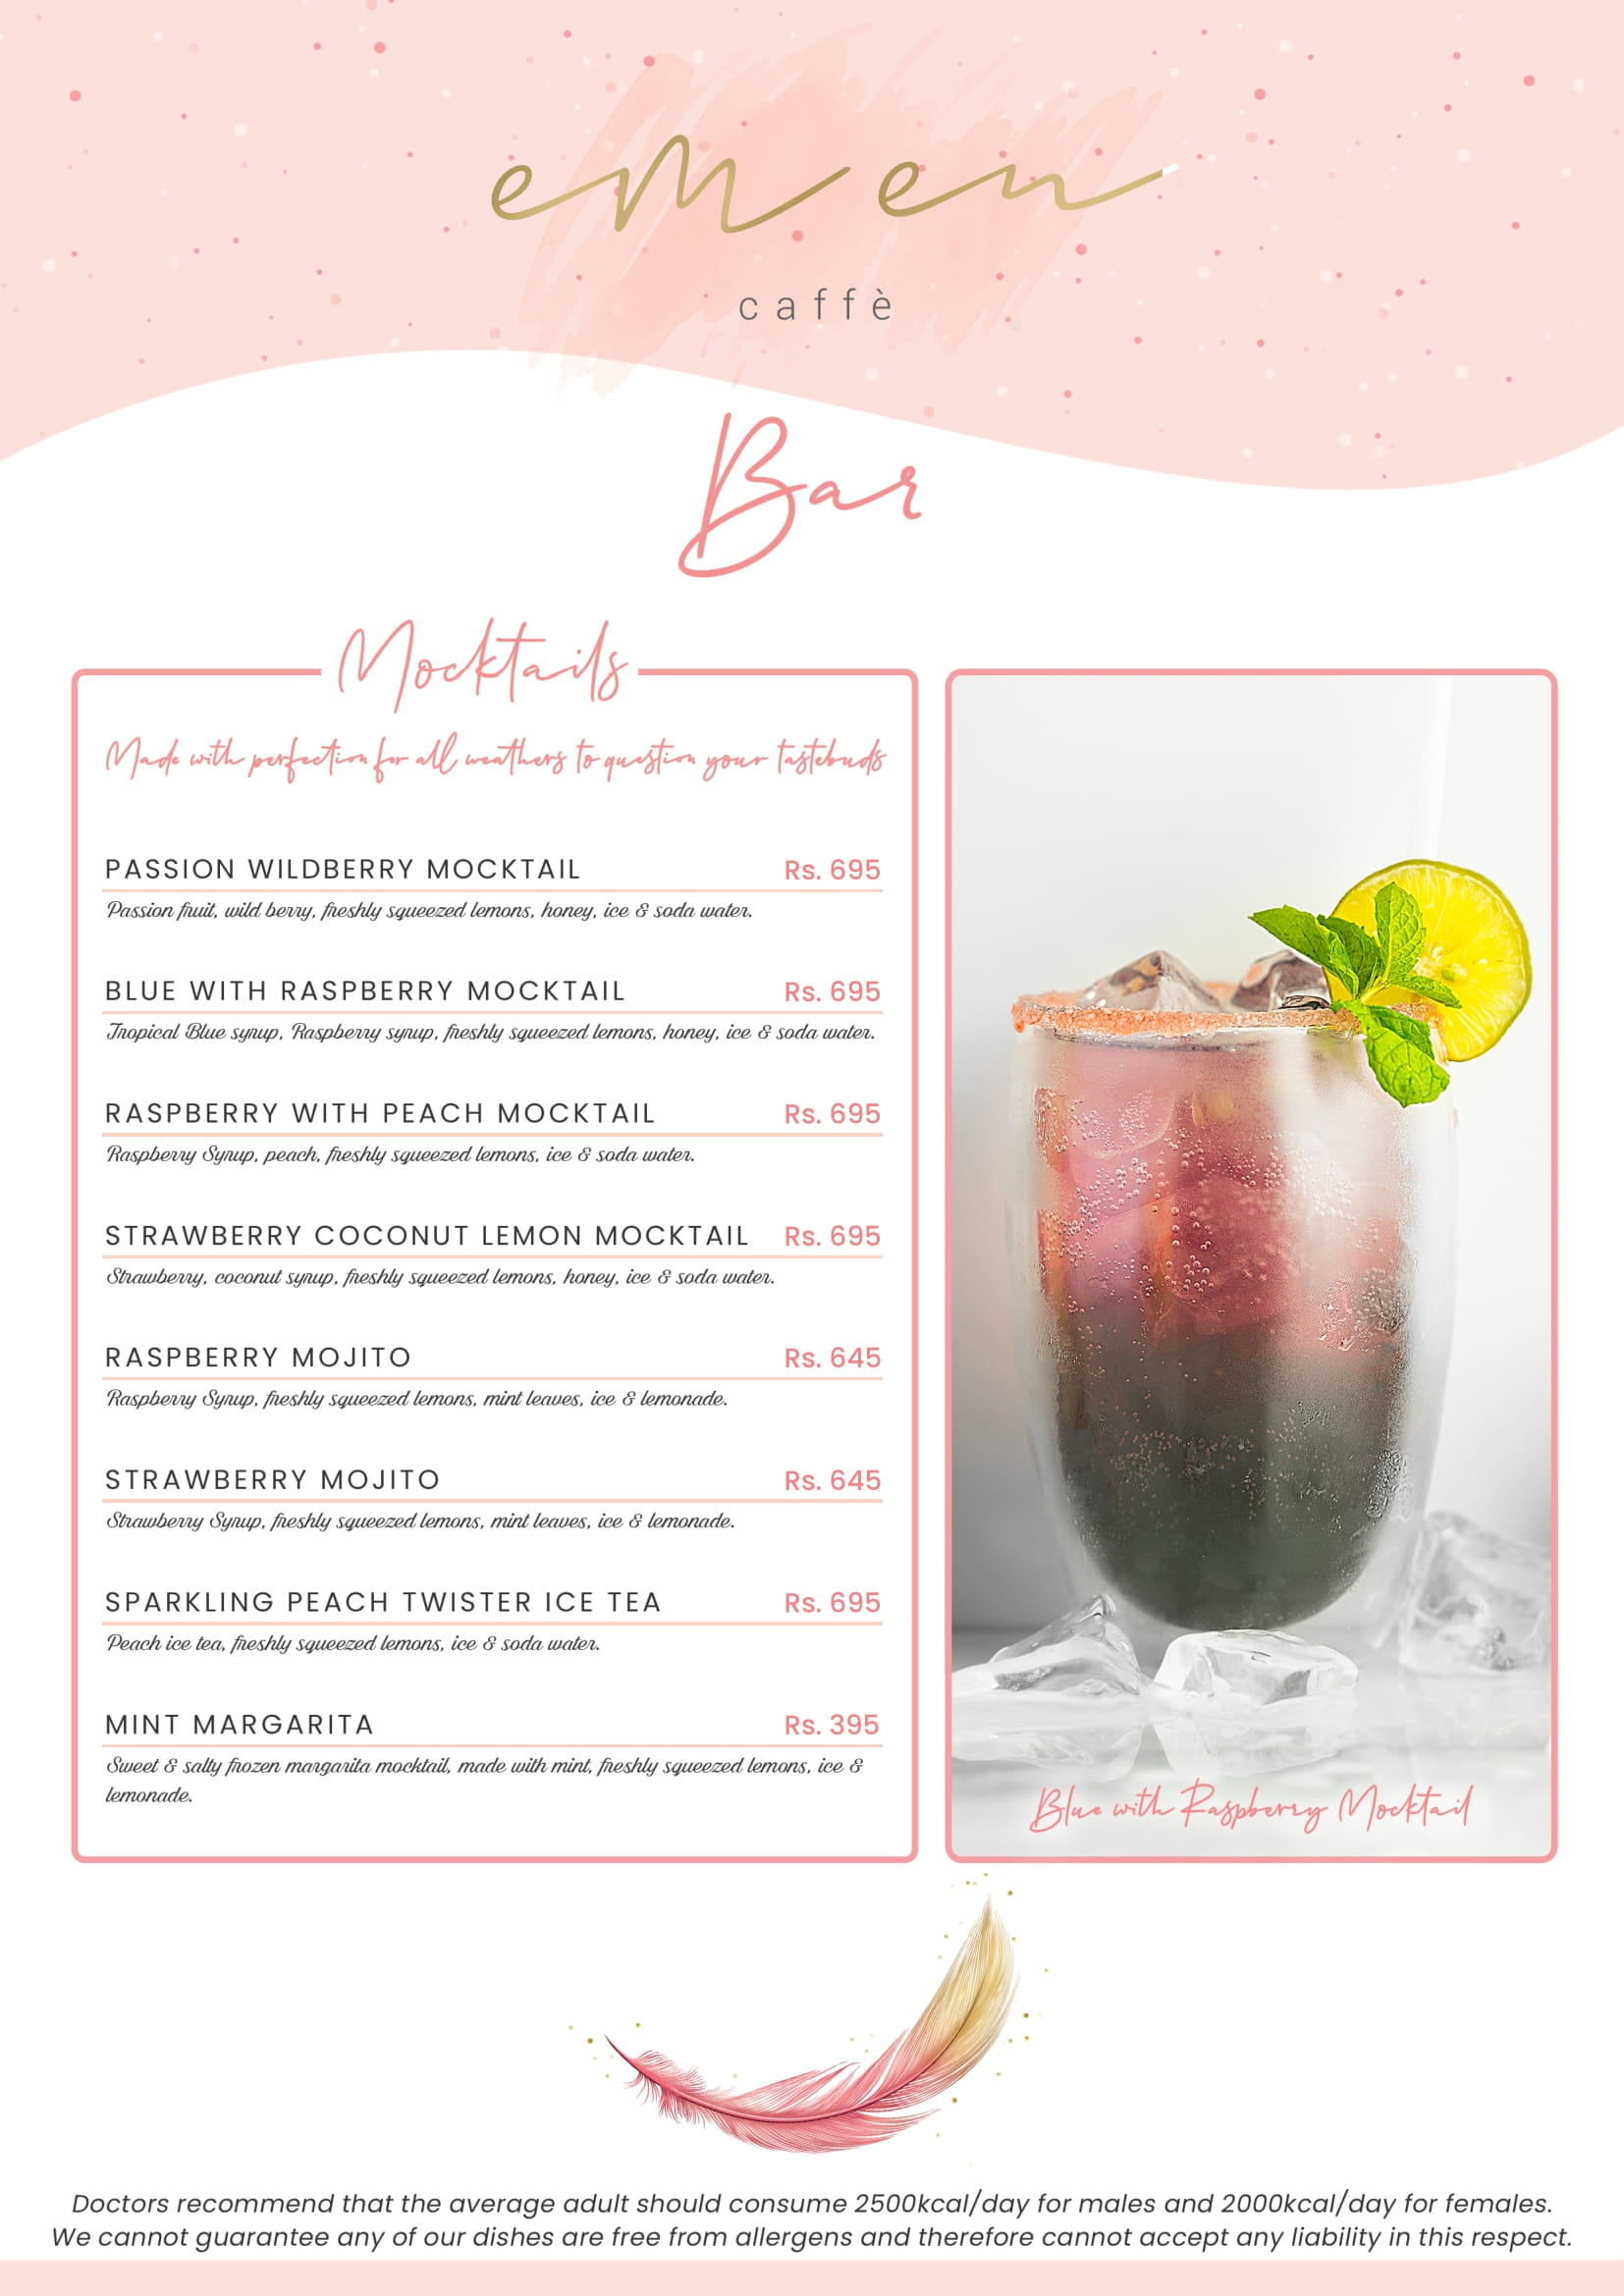 em en
caffè
Bar
Mocktails
Made with perfection for all weathers to question your tastebuds
PASSION WILDBERRY MOCKTAIL Rs. 695
Passion fruit, wild berry, freshly squeezed lemons, honey, ice & soda water.
BLUE WITH RASPBERRY MOCKTAIL Rs. 695
Tropical Blue syrup, Raspberry syrup, freshly squeezed lemons, honey, ice & soda water.
RASPBERRY WITH PEACH MOCKTAIL Rs. 695
Raspberry Syrup, peach, freshly squeezed lemons, ice & soda water.
STRAWBERRY COCONUT LEMON MOCKTAIL Rs. 695
Strawberry, coconut syrup, freshly squeezed lemons, honey, ice & soda water.
RASPBERRY MOJITO Rs. 645
Raspberry Syrup, freshly squeezed lemons, mint leaves, ice & lemonade.
STRAWBERRY MOJITO Rs. 645
Strawberry Syrup, freshly squeezed lemons, mint leaves, ice & lemonade.
SPARKLING PEACH TWISTER ICE TEA Rs. 695
Peach ice tea, freshly squeezed lemons, ice & soda water.
MINT MARGARITA Rs. 395
Sweet & salty frozen margarita mocktail, made with mint, freshly squeezed lemons, ice &
lemonade.
Blue with Raspberry Mocktail
Doctors recommend that the average adult should consume 2500kcal/day for males and 2000kcal/day for females.
We cannot guarantee any of our dishes are free from allergens and therefore cannot accept any liability in this respect.